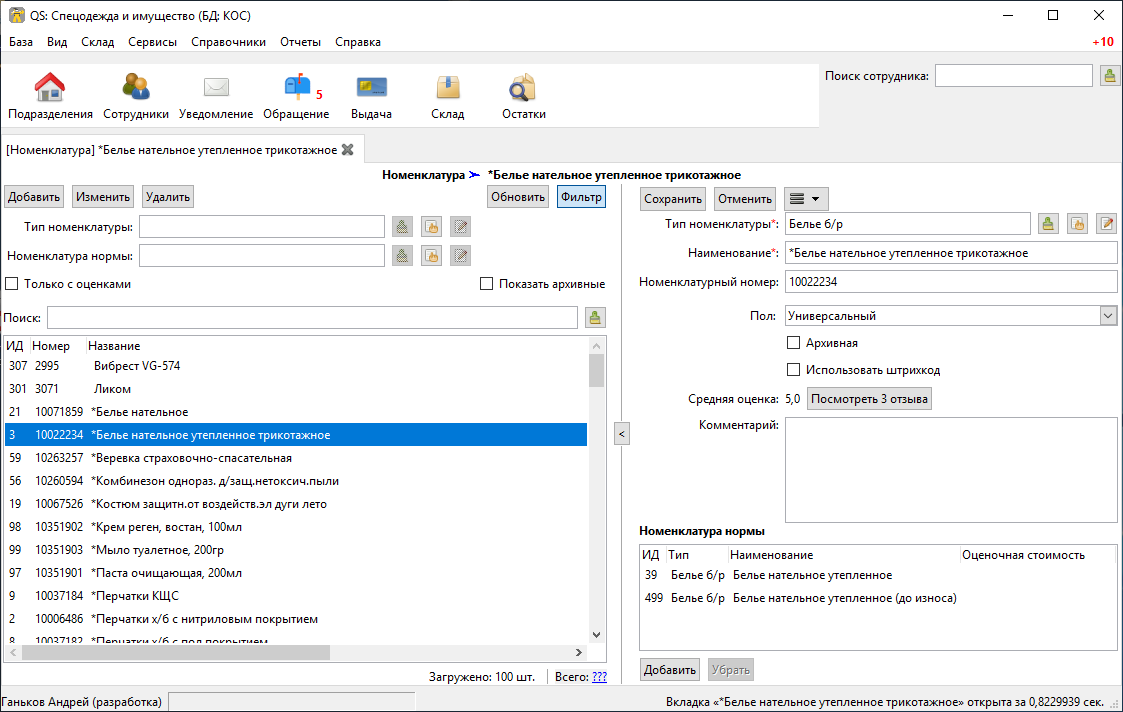 QS: Спецодежда и имущество (БД: КОС)
База Вид Склад Сервисы Справочники Отчеты Справка +10
Подразделения Сотрудники Уведомление Обращение 5 Выдача Склад Остатки
Поиск сотрудника:
[Номенклатура] *Белье нательное утепленное трикотажное
Номенклатура *Белье нательное утепленное трикотажное
Добавить Изменить Удалить Обновить Фильтр
Тип номенклатуры:
Номенклатура нормы:
Только с оценками Показать архивные
Поиск:
ИД Номер Название
307 2995 Вибрест VG-574
301 3071 Ликом
21 10071859 *Белье нательное
3 10022234 *Белье нательное утепленное трикотажное
59 10263257 *Веревка страховочно-спасательная
56 10260594 *Комбинезон однораз. д/защ.нетоксич.пыли
19 10067526 *Костюм защитн.от воздейств.эл дуги лето
98 10351902 *Крем реген, востан, 100мл
99 10351903 *Мыло туалетное, 200гр
97 10351901 *Паста очищающая, 200мл
9 10037184 *Перчатки КЩС
2 10006486 *Перчатки х/б с нитриловым покрытием
8 10037182 *Перчатки х/б с пол покрытием
Загружено: 100 шт. Всего: ???
<
Сохранить Отменить
Тип номенклатуры*: Белье б/р
Наименование*: *Белье нательное утепленное трикотажное
Номенклатурный номер: 10022234
Пол: Универсальный
Архивная
Использовать штрихкод
Средняя оценка: 5,0 Посмотреть 3 отзыва
Комментарий:
Номенклатура нормы
ИД Тип Наименование Оценочная стоимость
39 Белье б/р Белье нательное утепленное
499 Белье б/р Белье нательное утепленное (до износа)
Добавить Убрать
Ганьков Андрей (разработка) Вкладка «*Белье нательное утепленное трикотажное» открыта за 0,8229939 сек.